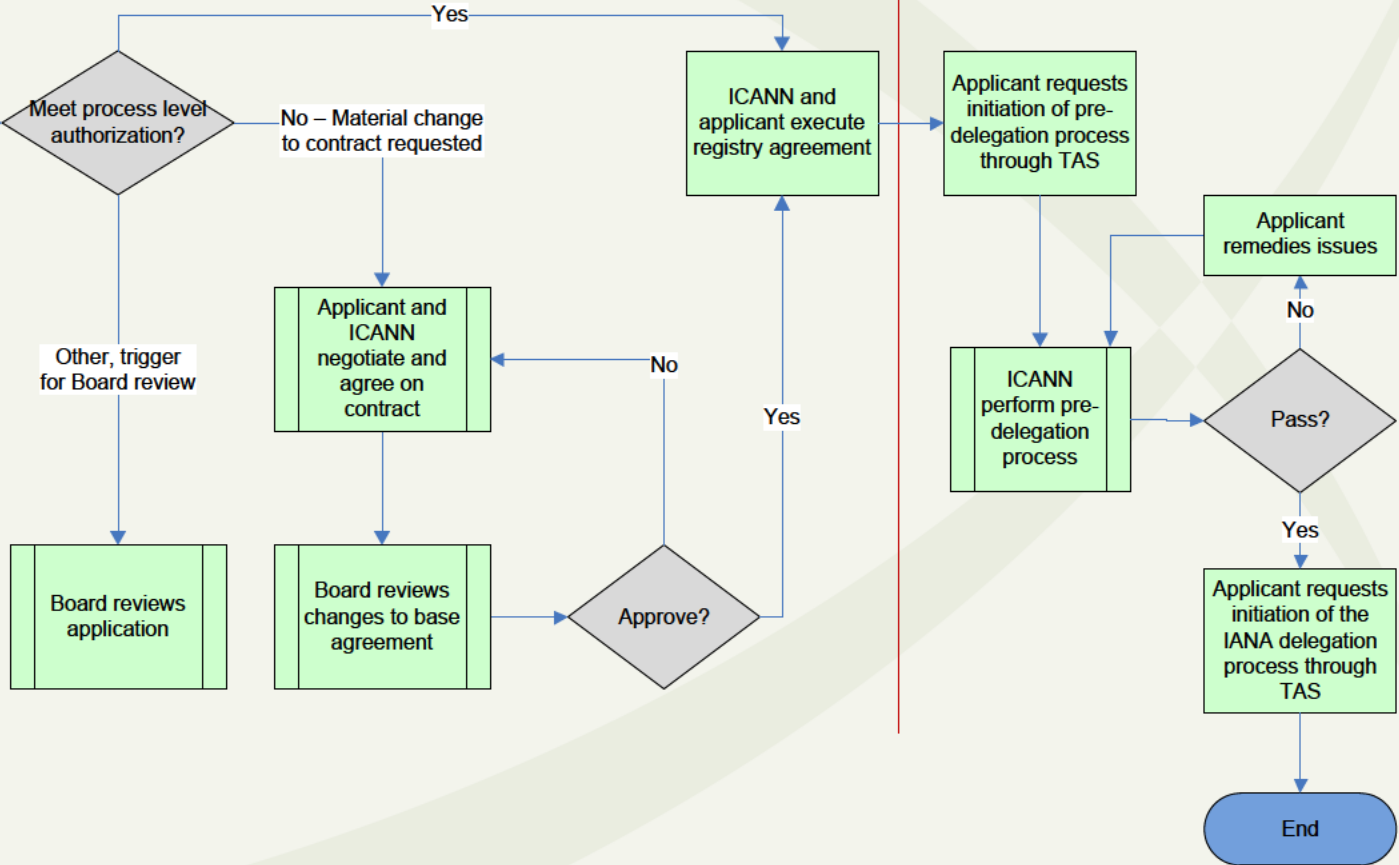 Yes
Meet process level
authorization?
No – Material change
to contract requested
Other, trigger
for Board review
Board reviews
application
Applicant and
ICANN
negotiate and
agree on
contract
Board reviews
changes to base
agreement
Approve?
No
Yes
ICANN and
applicant execute
registry agreement
Applicant requests
initiation of pre-
delegation process
through TAS
ICANN
perform pre-
delegation
process
Applicant
remedies issues
No
Pass?
Yes
Applicant requests
initiation of the
IANA delegation
process through
TAS
End